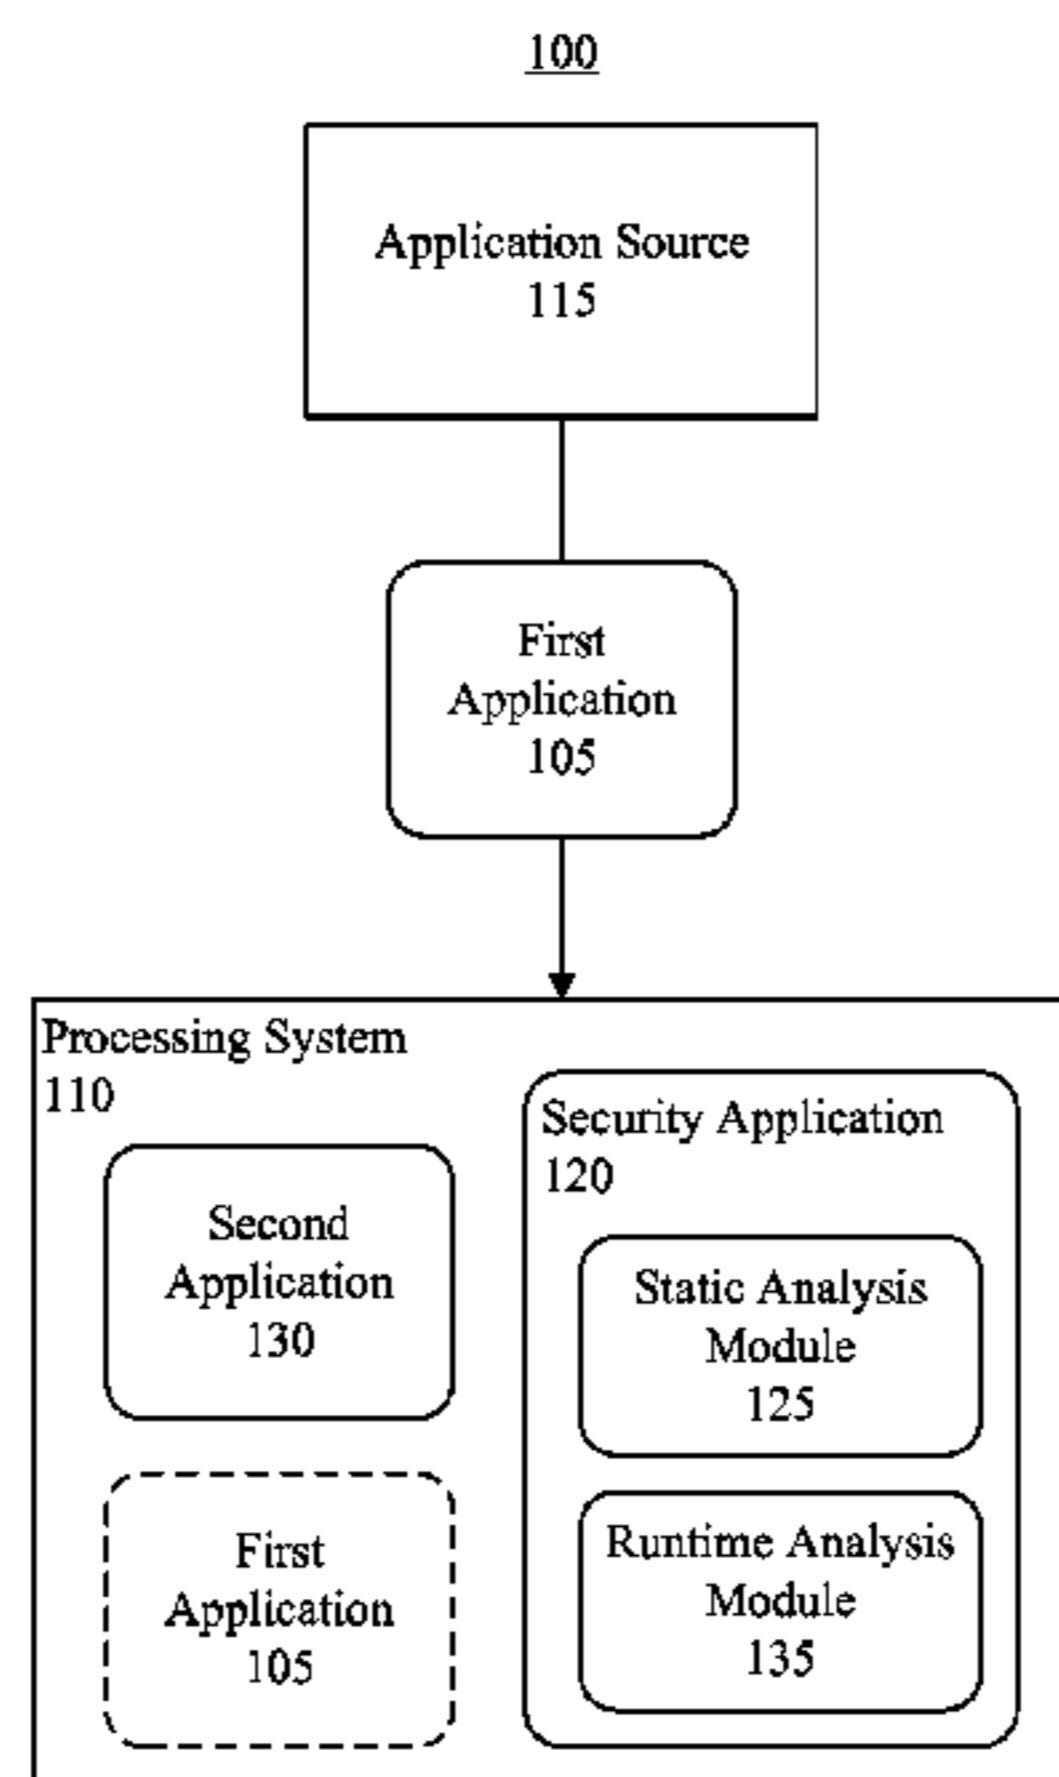 100
Application Source
115
First
Application
105
Processing System
110
Security Application
120
Second
Application
130
Static Analysis
Module
125
First
Application
105
Runtime Analysis
Module
135